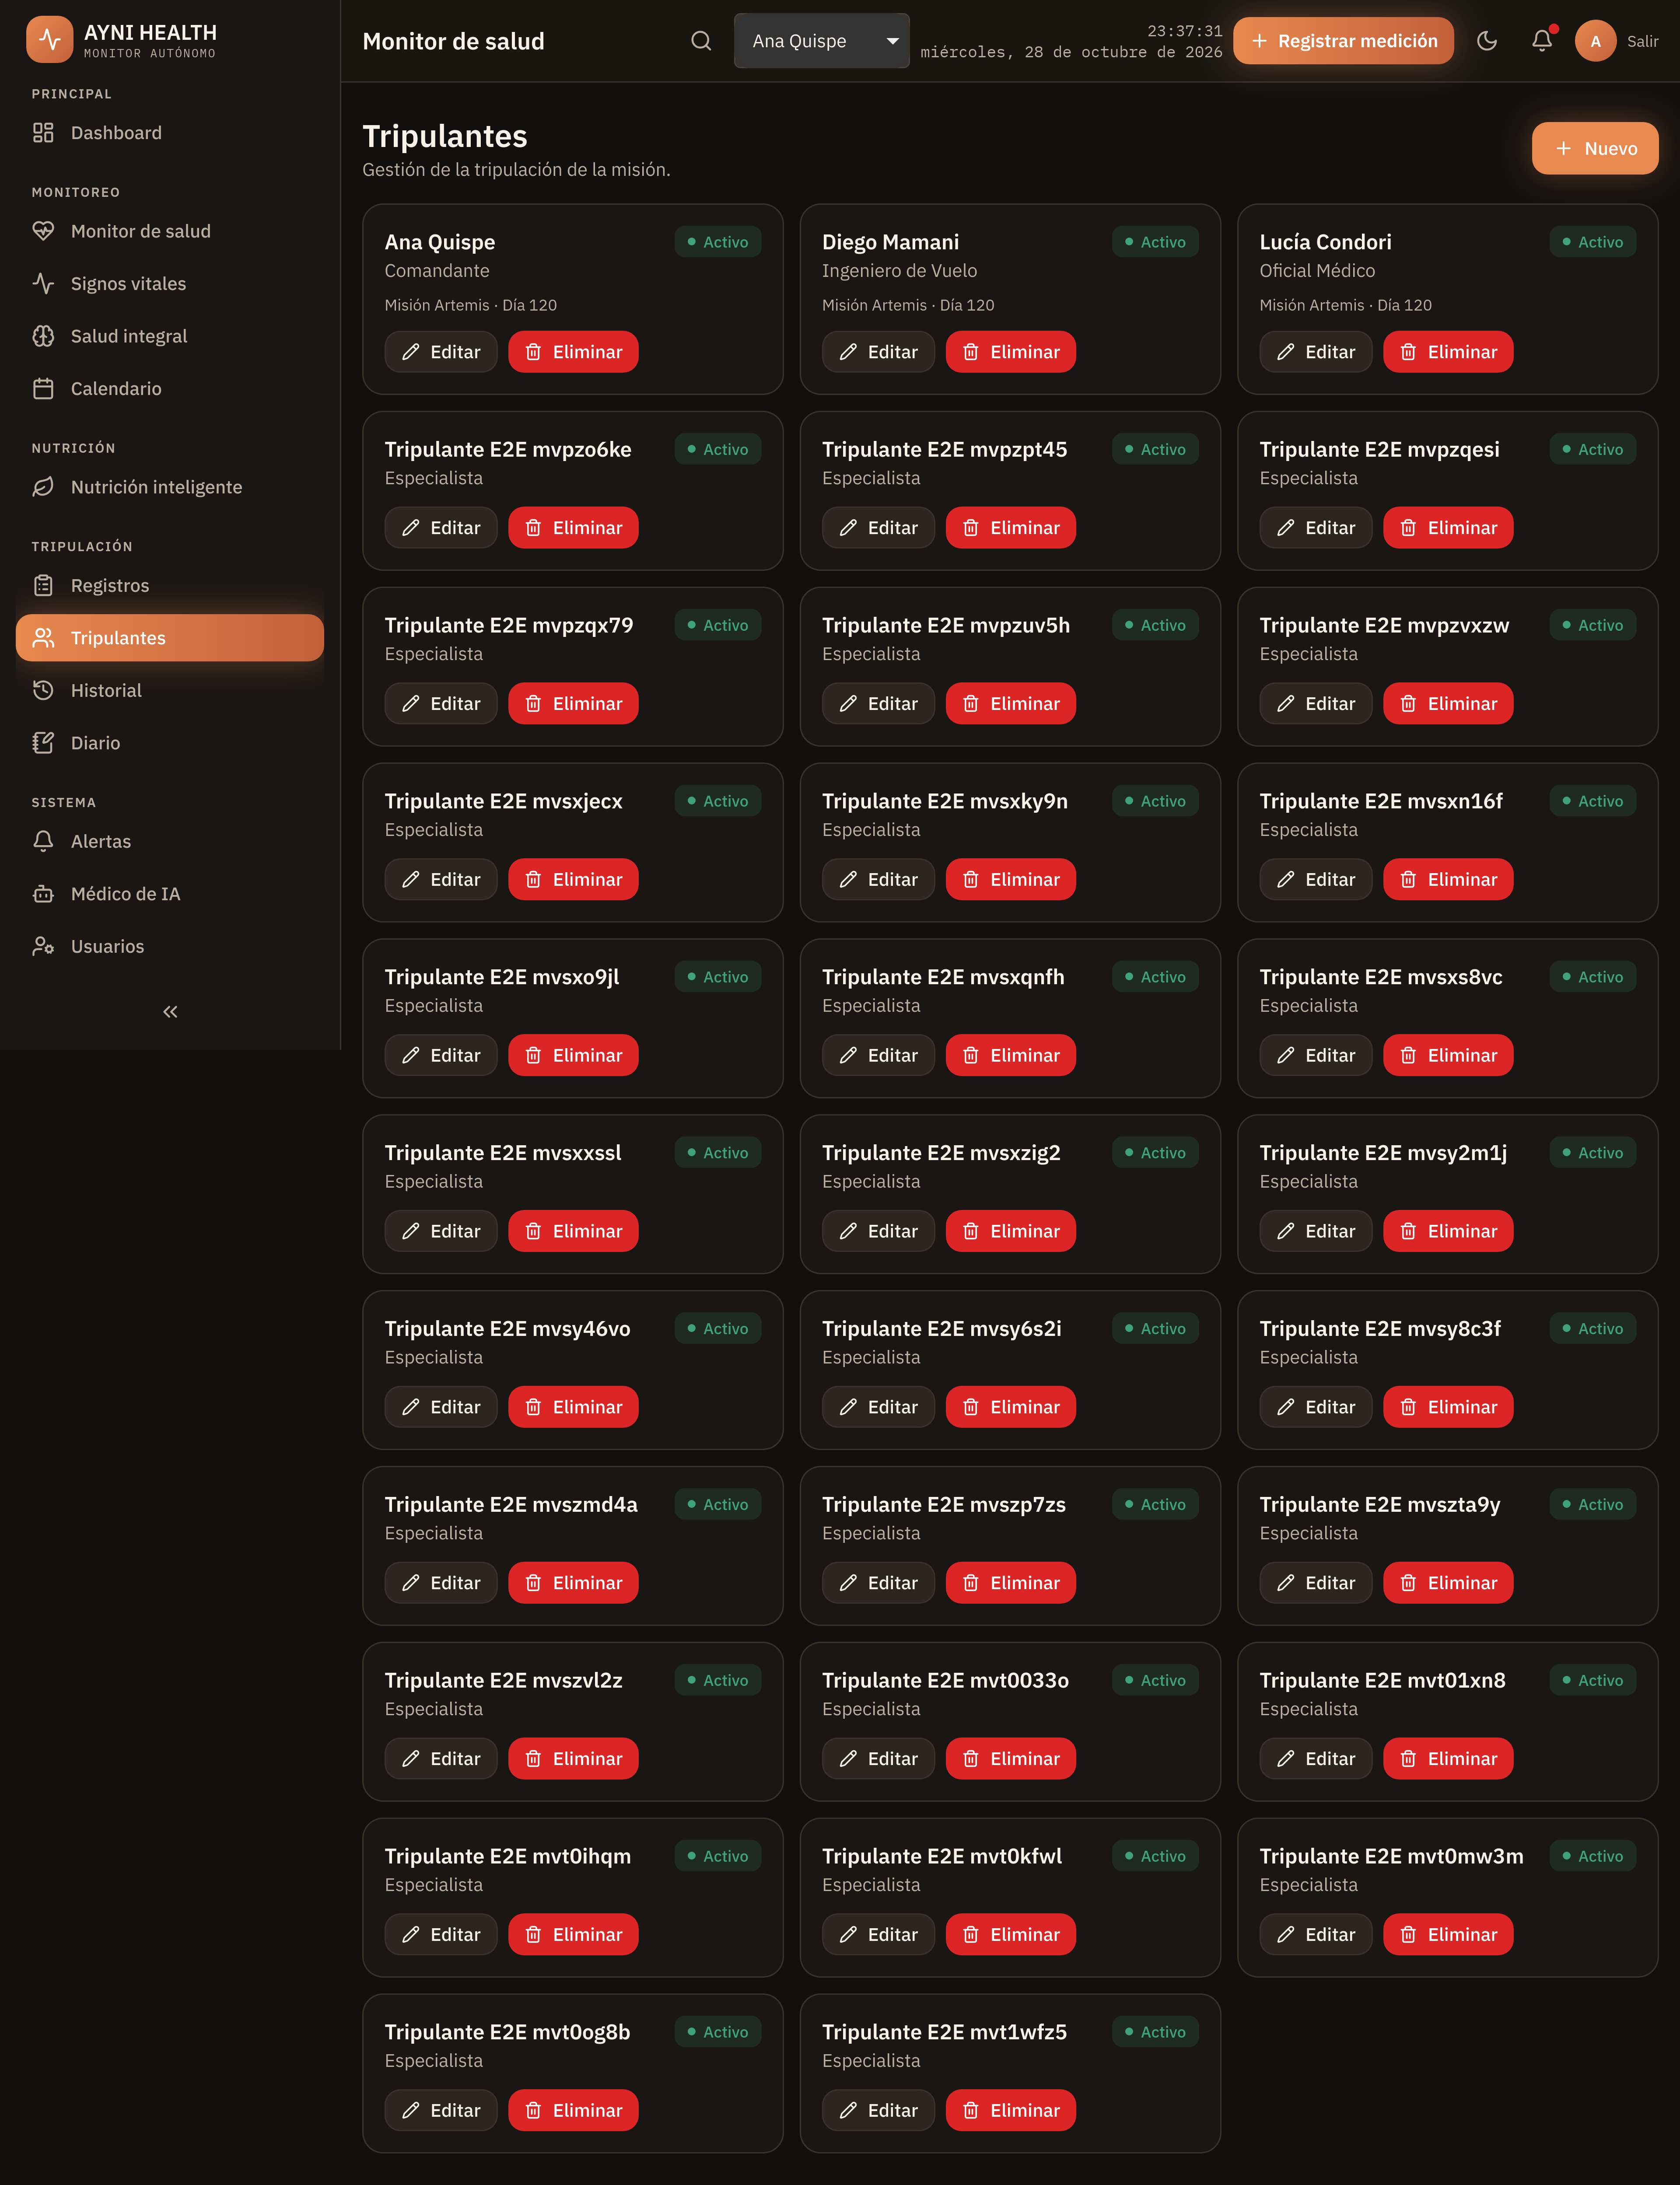 AYNI HEALTH
MONITOR AUTÓNOMO
PRINCIPAL
Dashboard
MONITOREO
Monitor de salud
Signos vitales
Salud integral
Calendario
NUTRICIÓN
Nutrición inteligente
TRIPULACIÓN
Registros
Tripulantes
Historial
Diario
SISTEMA
Alertas
Médico de IA
Usuarios
Monitor de salud
Ana Quispe
23:37:31
miércoles, 28 de octubre de 2026
Registrar medición
A
Salir
Tripulantes
Gestión de la tripulación de la misión.
Nuevo
Ana Quispe
Activo
Comandante
Misión Artemis · Día 120
Editar
Eliminar
Diego Mamani
Activo
Ingeniero de Vuelo
Misión Artemis · Día 120
Editar
Eliminar
Lucía Condori
Activo
Oficial Médico
Misión Artemis · Día 120
Editar
Eliminar
Tripulante E2E mvpzo6ke
Activo
Especialista
Editar
Eliminar
Tripulante E2E mvpzpt45
Activo
Especialista
Editar
Eliminar
Tripulante E2E mvpzqesi
Activo
Especialista
Editar
Eliminar
Tripulante E2E mvpzqx79
Activo
Especialista
Editar
Eliminar
Tripulante E2E mvpzuv5h
Activo
Especialista
Editar
Eliminar
Tripulante E2E mvpzvxzw
Activo
Especialista
Editar
Eliminar
Tripulante E2E mvsxjecx
Activo
Especialista
Editar
Eliminar
Tripulante E2E mvsxky9n
Activo
Especialista
Editar
Eliminar
Tripulante E2E mvsxn16f
Activo
Especialista
Editar
Eliminar
Tripulante E2E mvsxo9jl
Activo
Especialista
Editar
Eliminar
Tripulante E2E mvsxqnfh
Activo
Especialista
Editar
Eliminar
Tripulante E2E mvsxs8vc
Activo
Especialista
Editar
Eliminar
Tripulante E2E mvsxxssl
Activo
Especialista
Editar
Eliminar
Tripulante E2E mvsxzig2
Activo
Especialista
Editar
Eliminar
Tripulante E2E mvsy2m1j
Activo
Especialista
Editar
Eliminar
Tripulante E2E mvsy46vo
Activo
Especialista
Editar
Eliminar
Tripulante E2E mvsy6s2i
Activo
Especialista
Editar
Eliminar
Tripulante E2E mvsy8c3f
Activo
Especialista
Editar
Eliminar
Tripulante E2E mvszmd4a
Activo
Especialista
Editar
Eliminar
Tripulante E2E mvszp7zs
Activo
Especialista
Editar
Eliminar
Tripulante E2E mvszta9y
Activo
Especialista
Editar
Eliminar
Tripulante E2E mvszvl2z
Activo
Especialista
Editar
Eliminar
Tripulante E2E mvt0033o
Activo
Especialista
Editar
Eliminar
Tripulante E2E mvt01xn8
Activo
Especialista
Editar
Eliminar
Tripulante E2E mvt0ihqm
Activo
Especialista
Editar
Eliminar
Tripulante E2E mvt0kfwl
Activo
Especialista
Editar
Eliminar
Tripulante E2E mvt0mw3m
Activo
Especialista
Editar
Eliminar
Tripulante E2E mvt0og8b
Activo
Especialista
Editar
Eliminar
Tripulante E2E mvt1wfz5
Activo
Especialista
Editar
Eliminar